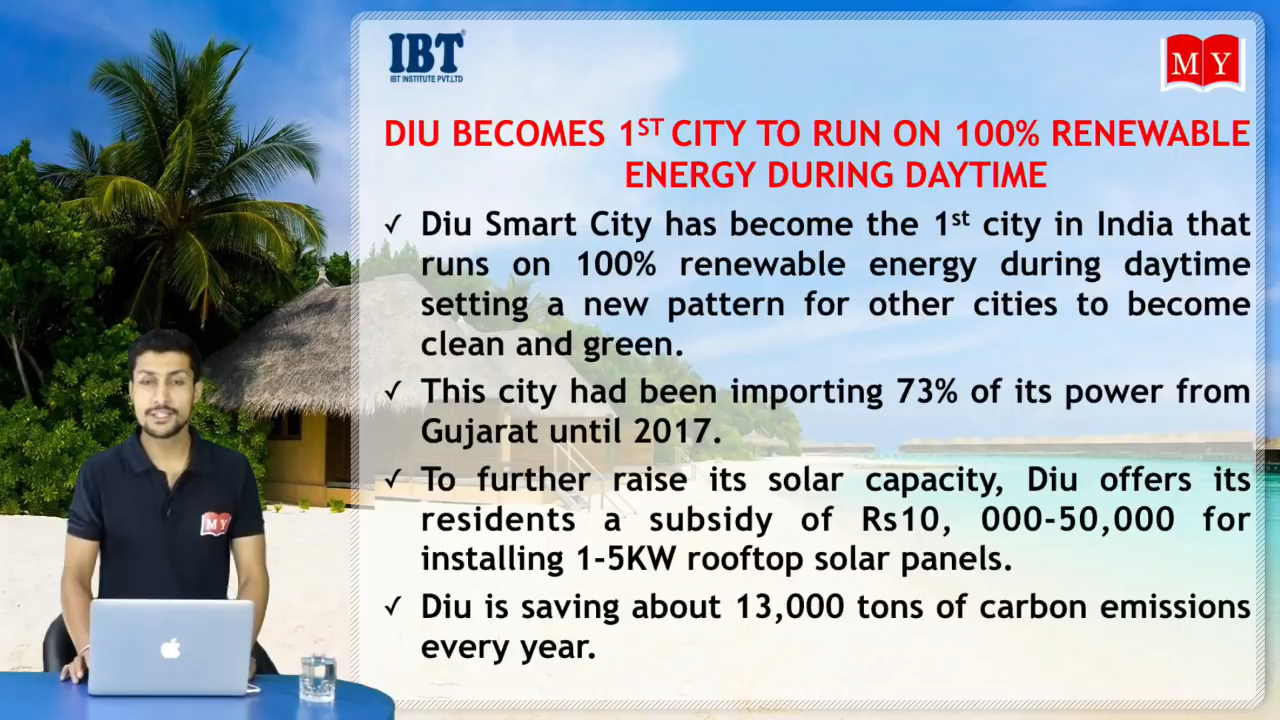 IBT
IBT INSTITUTE PVT.LTD
M Y
DIU BECOMES 1ST CITY TO RUN ON 100% RENEWABLE
ENERGY DURING DAYTIME
✓ Diu Smart City has become the 1st city in India that
runs on 100% renewable energy during daytime
setting a new pattern for other cities to become
clean and green.
✓ This city had been importing 73% of its power from
Gujarat until 2017.
✓ To further raise its solar capacity, Diu offers its
residents a subsidy of Rs10, 000-50,000 for
installing 1-5KW rooftop solar panels.
✓ Diu is saving about 13,000 tons of carbon emissions
every year.
M Y